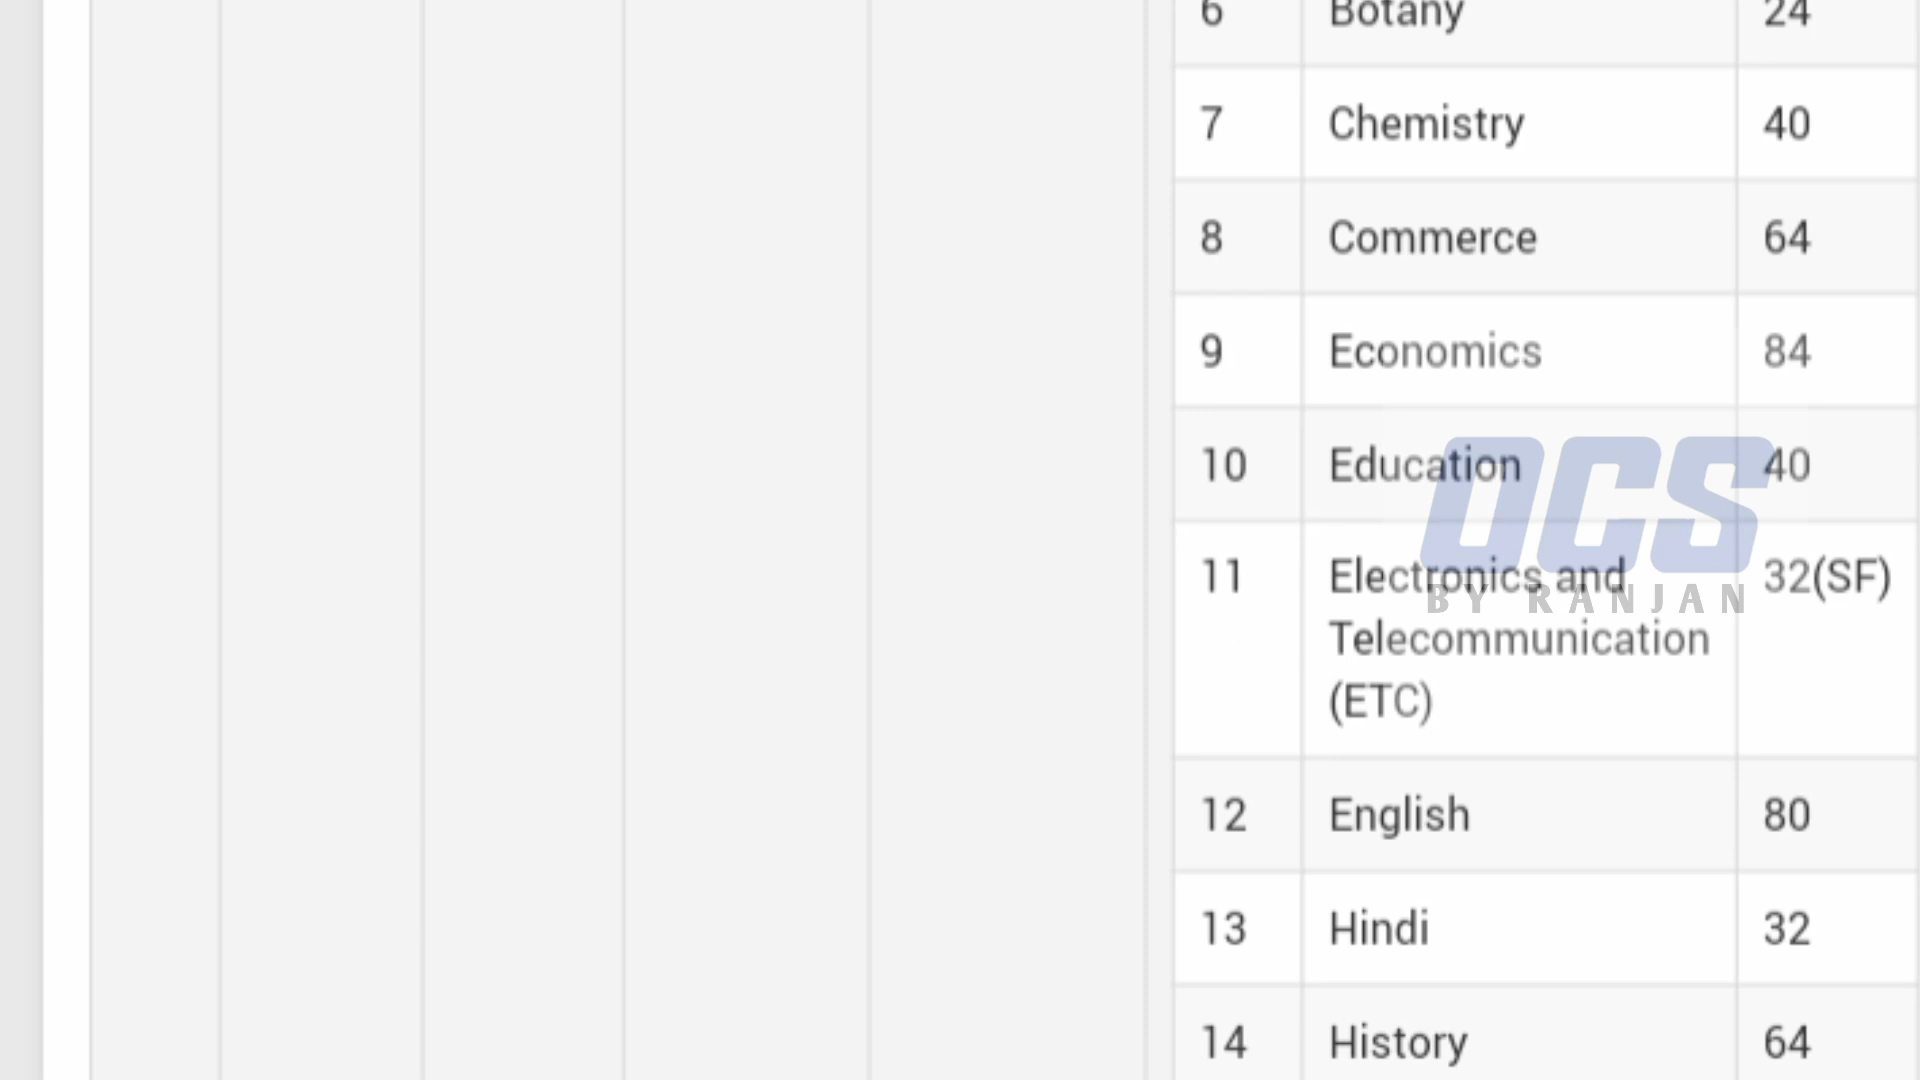 6 Botany 24
7 Chemistry 40
8 Commerce 64
9 Economics 84
10 Education 40
11 Electronics and 32(SF)
Telecommunication
(ETC)
12 English 80
13 Hindi 32
14 History 64
OCS
BY RANJAN